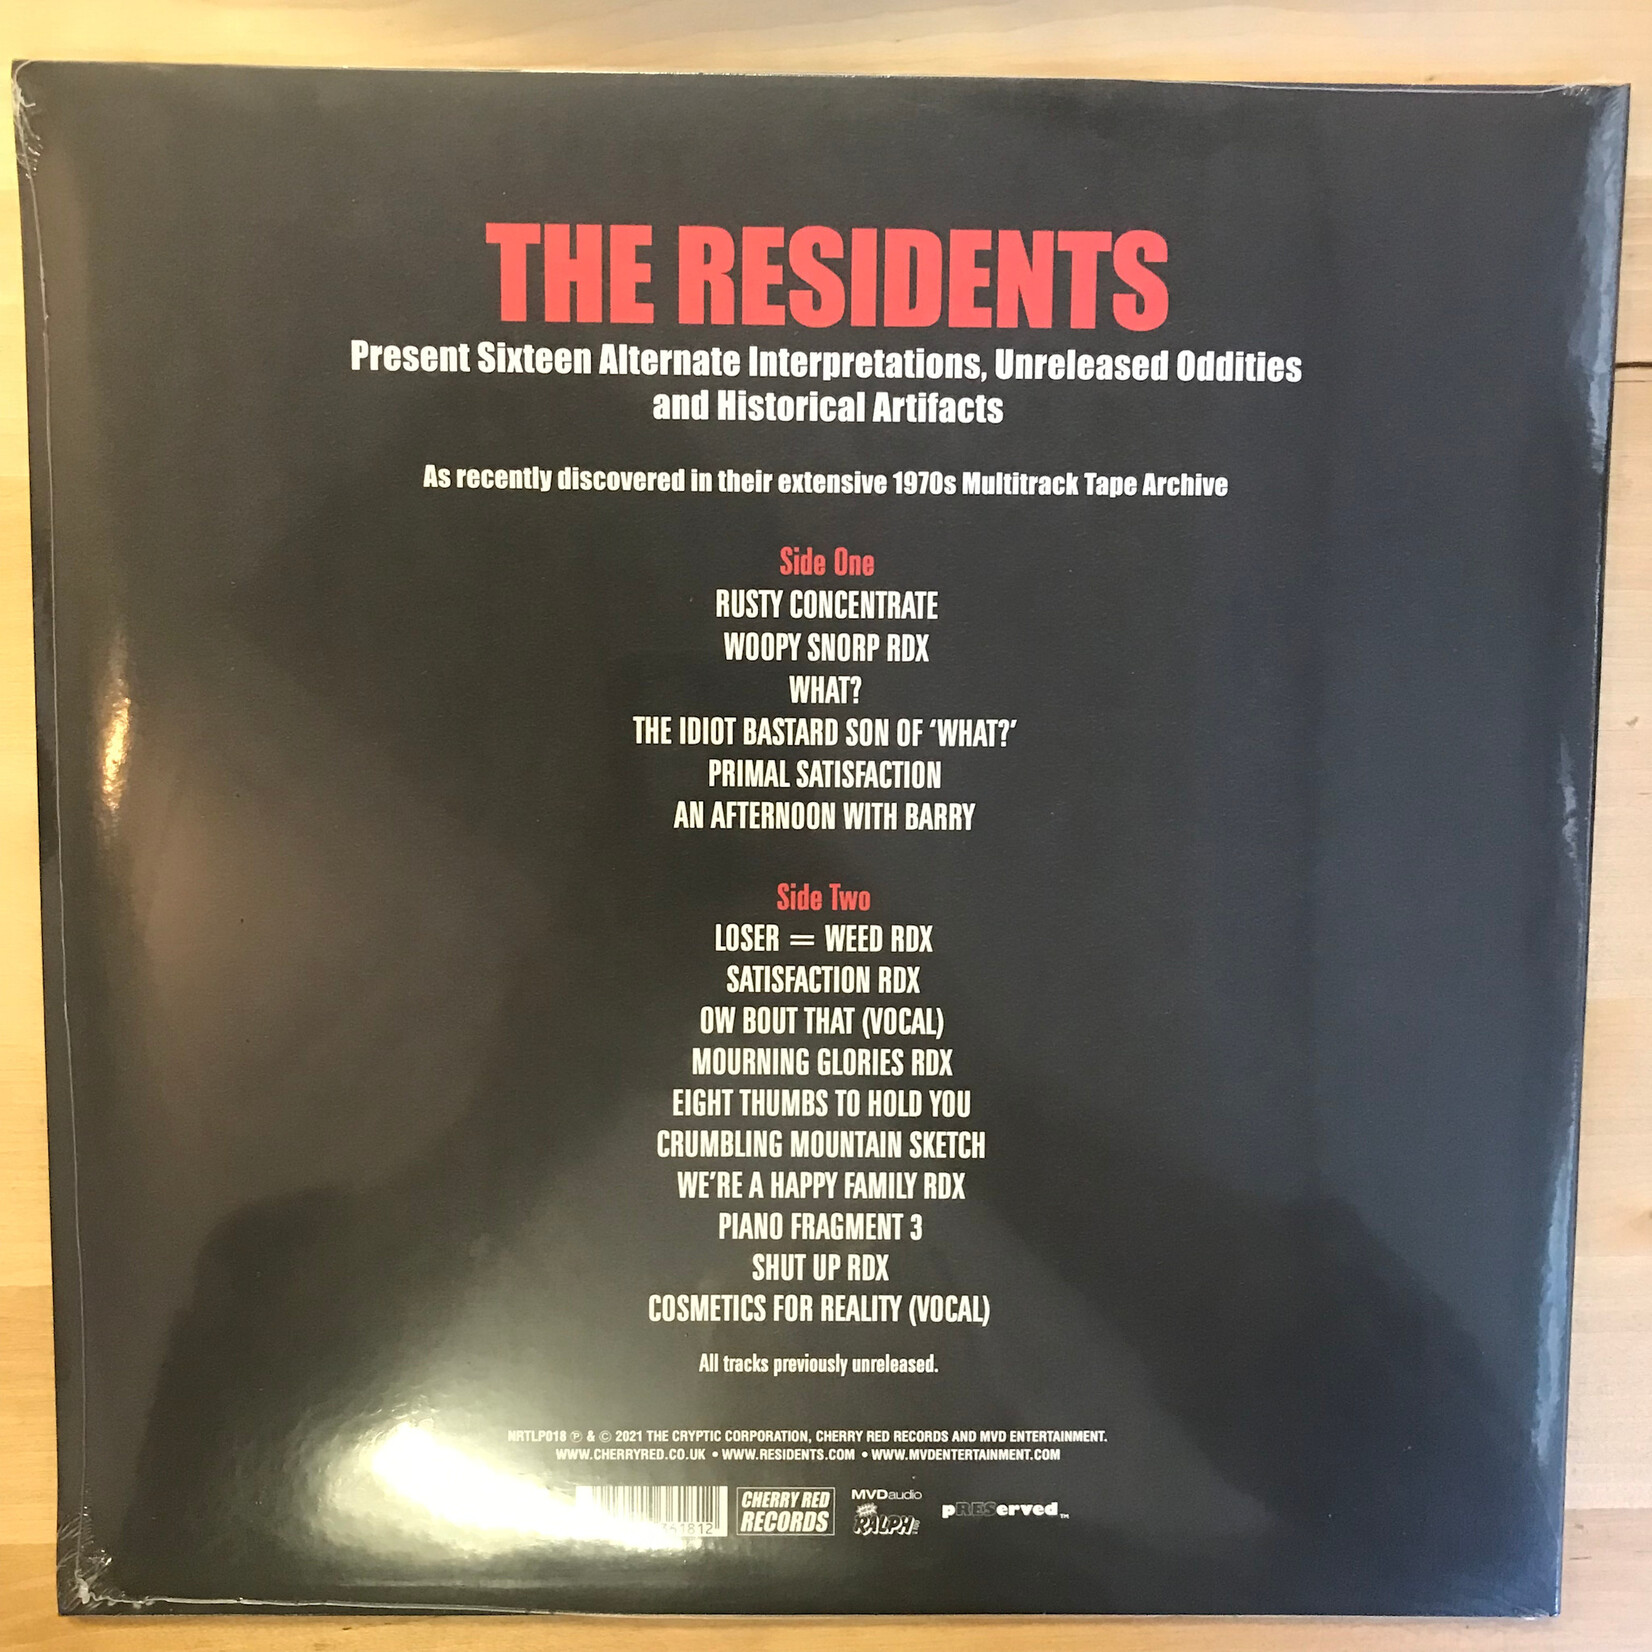 THE RESIDENTS
Present Sixteen Alternate Interpretations, Unreleased Oddities
and Historical Artifacts
As recently discovered in their extensive 1970s Multitrack Tape Archive
Side One
RUSTY CONCENTRATE
WOOPY SNORP RDX
WHAT?
THE IDIOT BASTARD SON OF ‘WHAT?’
PRIMAL SATISFACTION
AN AFTERNOON WITH BARRY
Side Two
LOSER = WEED RDX
SATISFACTION RDX
OW BOUT THAT (VOCAL)
MOURNING GLORIES RDX
EIGHT THUMBS TO HOLD YOU
CRUMBLING MOUNTAIN SKETCH
WE’RE A HAPPY FAMILY RDX
PIANO FRAGMENT 3
SHUT UP RDX
COSMETICS FOR REALITY (VOCAL)
All tracks previously unreleased.
NRTLP018 ℗ & © 2021 THE CRYPTIC CORPORATION, CHERRY RED RECORDS AND MVD ENTERTAINMENT.
WWW.CHERRYRED.CO.UK • WWW.RESIDENTS.COM • WWW.MVDENTERTAINMENT.COM
CHERRY RED
RECORDS
MVDaudio
RALPH
pREServed™